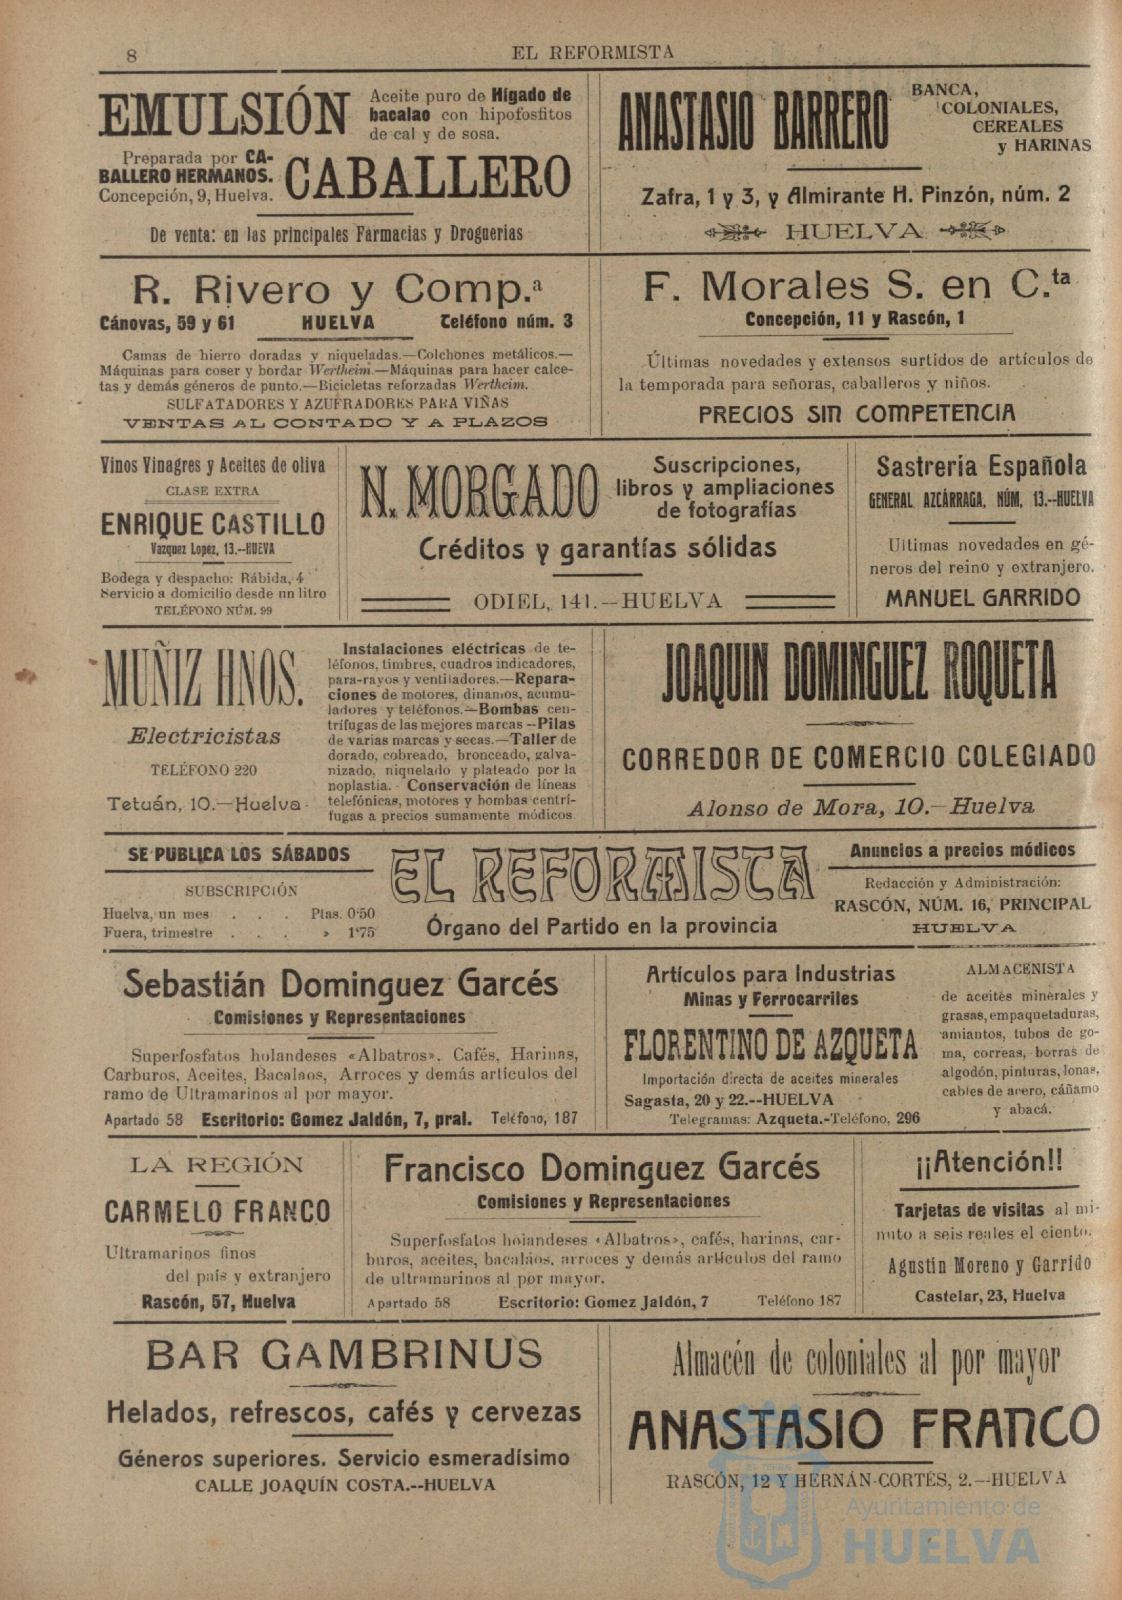 8
EL REFORMISTA
EMULSIÓN
Aceite puro de Hígado de
bacalao con hipofosfitos
de cal y de sosa.
Preparada por CA-
BALLERO HERMANOS.
Concepción, 9, Huelva.
CABALLERO
De venta: en las principales Farmacias y Droguerias
ANASTASIO BARRERO
BANCA,
COLONIALES,
CEREALES
y HARINAS
Zafra, 1 y 3, y Almirante H. Pinzón, núm. 2
HUELVA
R. Rivero y Comp.ª
Cánovas, 59 y 61 HUELVA Teléfono núm. 3
Camas de hierro doradas y niqueladas.—Colchones metálicos.—
Máquinas para coser y bordar Wertheim.—Máquinas para hacer calce-
tas y demás géneros de punto.—Bicicletas reforzadas Wertheim.
SULFATADORES Y AZUFRADORES PARA VIÑAS
VENTAS AL CONTADO Y A PLAZOS
F. Morales S. en C.ta
Concepción, 11 y Rascón, 1
Últimas novedades y extensos surtidos de artículos de
la temporada para señoras, caballeros y niños.
PRECIOS SIN COMPETENCIA
Vinos Vinagres y Aceites de oliva
CLASE EXTRA
ENRIQUE CASTILLO
Vazquez Lopez, 13.--HUEVA
Bodega y despacho: Rábida, 4
Servicio a domicilio desde un litro
TELÉFONO NÚM. 99
N. MORGADO
Suscripciones,
libros y ampliaciones
de fotografías
Créditos y garantías sólidas
ODIEL, 141.—HUELVA
Sastrería Española
GENERAL AZCÁRRAGA, NÚM, 13.--HUELVA
Ultimas novedades en gé-
neros del reino y extranjero.
MANUEL GARRIDO
MUÑIZ HNOS.
Electricistas
TELÉFONO 220
Tetuán, 10.—Huelva
Instalaciones eléctricas de te-
léfonos, timbres, cuadros indicadores,
para-rayos y ventiladores.—Repara-
ciones de motores, dinamos, acumu-
ladores y teléfonos.—Bombas cen-
trífugas de las mejores marcas—Pilas
de varias marcas y secas.—Taller de
dorado, cobreado, bronceado, galva-
nizado, niquelado y plateado por la
noplastia. - Conservación de líneas
telefónicas, motores y bombas centrí-
fugas a precios sumamente módicos
JOAQUIN DOMINGUEZ ROQUETA
CORREDOR DE COMERCIO COLEGIADO
Alonso de Mora, 10.—Huelva
SE PUBLICA LOS SÁBADOS
SUBSCRIPCIÓN
Huelva, un mes . . . Ptas. 0'50
Fuera, trimestre . . . » 1'75
EL REFORMISTA
Órgano del Partido en la provincia
Anuncios a precios módicos
Redacción y Administración:
RASCÓN, NÚM. 16, PRINCIPAL
HUELVA
Sebastián Dominguez Garcés
Comisiones y Representaciones
Superfosfatos holandeses «Albatros». Cafés, Harinas,
Carburos, Aceites, Bacalaos, Arroces y demás artículos del
ramo de Ultramarinos al por mayor.
Apartado 58 Escritorio: Gomez Jaldón, 7, pral. Teléfono, 187
Artículos para Industrias
Minas y Ferrocarriles
FLORENTINO DE AZQUETA
Importación directa de aceites minerales
Sagasta, 20 y 22.--HUELVA
Telegramas: Azqueta.-Teléfono, 296
ALMACENISTA
de aceites minerales y
grasas, empaquetaduras,
amiantos, tubos de go-
ma, correas, borras de
algodón, pinturas, lonas,
cables de acero, cáñamo
y abacá.
LA REGIÓN
CARMELO FRANCO
Ultramarinos finos
del país y extranjero
Rascón, 57, Huelva
Francisco Dominguez Garcés
Comisiones y Representaciones
Superfosfatos holandeses «Albatros», cafés, harinas, car-
buros, aceites, bacalaos, arroces y demás artículos del ramo
de ultramarinos al por mayor.
Apartado 58 Escritorio: Gomez Jaldón, 7 Teléfono 187
¡¡Atención!!
Tarjetas de visitas al mi-
nuto a seis reales el ciento.
Agustín Moreno y Garrido
Castelar, 23, Huelva
BAR GAMBRINUS
Helados, refrescos, cafés y cervezas
Géneros superiores. Servicio esmeradísimo
CALLE JOAQUÍN COSTA.--HUELVA
Almacén de coloniales al por mayor
ANASTASIO FRANCO
RASCÓN, 12 Y HERNÁN-CORTÉS, 2.—HUELVA
Ayuntamiento de
HUELVA